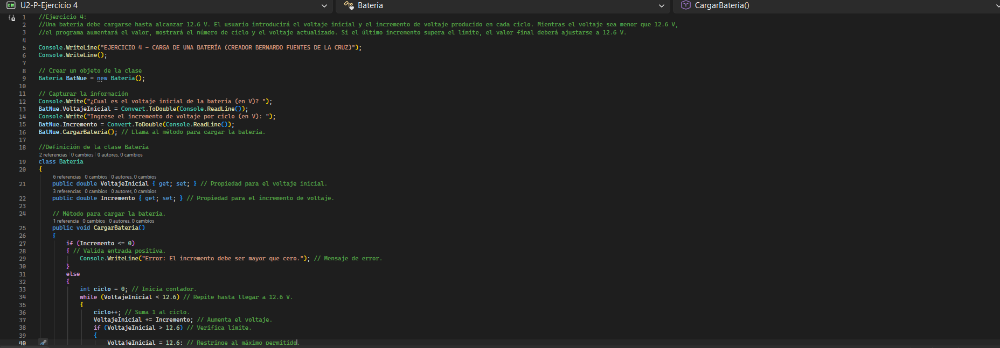 C# U2-P-Ejercicio 4 Bateria CargarBateria()
1 //Ejercicio 4:
2 //Una batería debe cargarse hasta alcanzar 12.6 V. El usuario introducirá el voltaje inicial y el incremento de voltaje producido en cada ciclo. Mientras el voltaje sea menor que 12.6 V,
3 //el programa aumentará el valor, mostrará el número de ciclo y el voltaje actualizado. Si el último incremento supera el límite, el valor final deberá ajustarse a 12.6 V.
4
5 Console.WriteLine("EJERCICIO 4 - CARGA DE UNA BATERÍA (CREADOR BERNARDO FUENTES DE LA CRUZ)");
6 Console.WriteLine();
7
8 // Crear un objeto de la clase
9 Bateria BatNue = new Bateria();
10
11 // Capturar la información
12 Console.Write("¿Cual es el voltaje inicial de la batería (en V)? ");
13 BatNue.VoltajeInicial = Convert.ToDouble(Console.ReadLine());
14 Console.Write("Ingrese el incremento de voltaje por ciclo (en V): ");
15 BatNue.Incremento = Convert.ToDouble(Console.ReadLine());
16 BatNue.CargarBateria(); // Llama al método para cargar la batería.
17
18 //Definición de la clase Bateria
2 referencias | 0 cambios | 0 autores, 0 cambios
19 class Bateria
20 {
6 referencias | 0 cambios | 0 autores, 0 cambios
21 public double VoltajeInicial { get; set; } // Propiedad para el voltaje inicial.
3 referencias | 0 cambios | 0 autores, 0 cambios
22 public double Incremento { get; set; } // Propiedad para el incremento de voltaje.
23
24 // Método para cargar la batería.
1 referencia | 0 cambios | 0 autores, 0 cambios
25 public void CargarBateria()
26 {
27 if (Incremento <= 0)
28 { // Valida entrada positiva.
29 Console.WriteLine("Error: El incremento debe ser mayor que cero."); // Mensaje de error.
30 }
31 else
32 {
33 int ciclo = 0; // Inicia contador.
34 while (VoltajeInicial < 12.6) // Repite hasta llegar a 12.6 V.
35 {
36 ciclo++; // Suma 1 al ciclo.
37 VoltajeInicial += Incremento; // Aumenta el voltaje.
38 if (VoltajeInicial > 12.6) // Verifica límite.
39 {
40 VoltajeInicial = 12.6; // Restringe al máximo permitido.